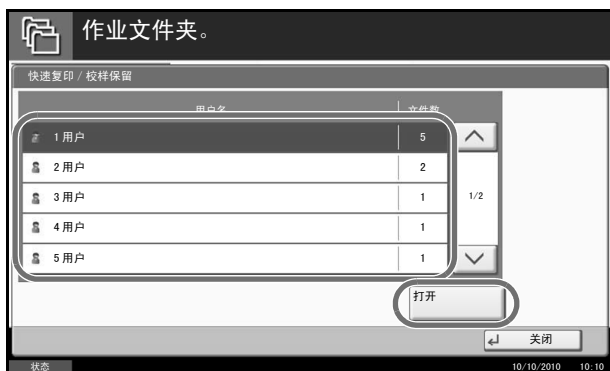 作业文件夹。
快速复印 / 校样保留
用户名 文件数
1 用户 5
2 用户 2
3 用户 1
4 用户 1
5 用户 1
1/2
打开
关闭
状态 10/10/2010 10:10